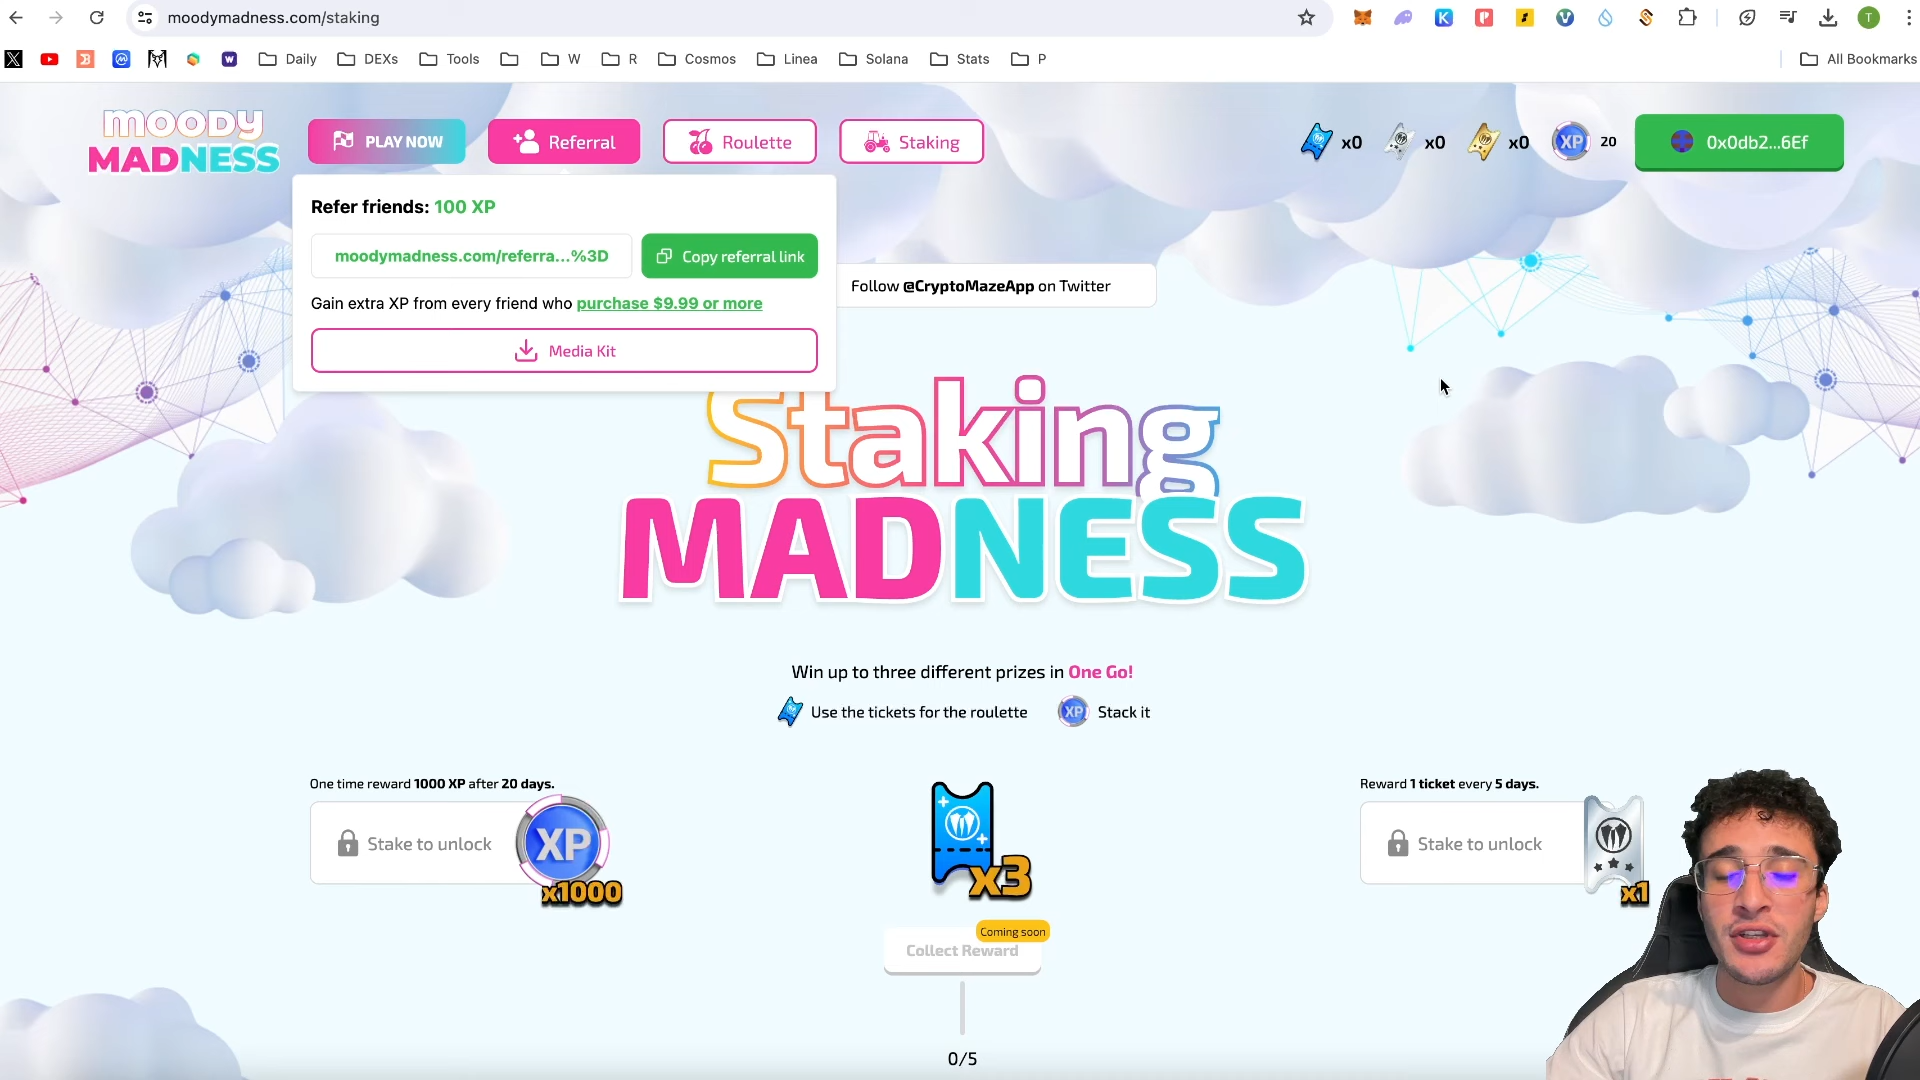 moodymadness.com/staking
Daily
DEXs
Tools
W
R
Cosmos
Linea
Solana
Stats
P
All Bookmarks
moody
MADNESS
PLAY NOW
Referral
Roulette
Staking
x0
x0
x0
XP
20
0x0db2...6Ef
Refer friends: 100 XP
moodymadness.com/referra...%3D
Copy referral link
Gain extra XP from every friend who purchase $9.99 or more
Media Kit
Follow @CryptoMazeApp on Twitter
Staking
MADNESS
Win up to three different prizes in One Go!
Use the tickets for the roulette
XP
Stack it
One time reward 1000 XP after 20 days.
Stake to unlock
XP
x1000
x3
Coming soon
Collect Reward
0/5
Reward 1 ticket every 5 days.
Stake to unlock
x1